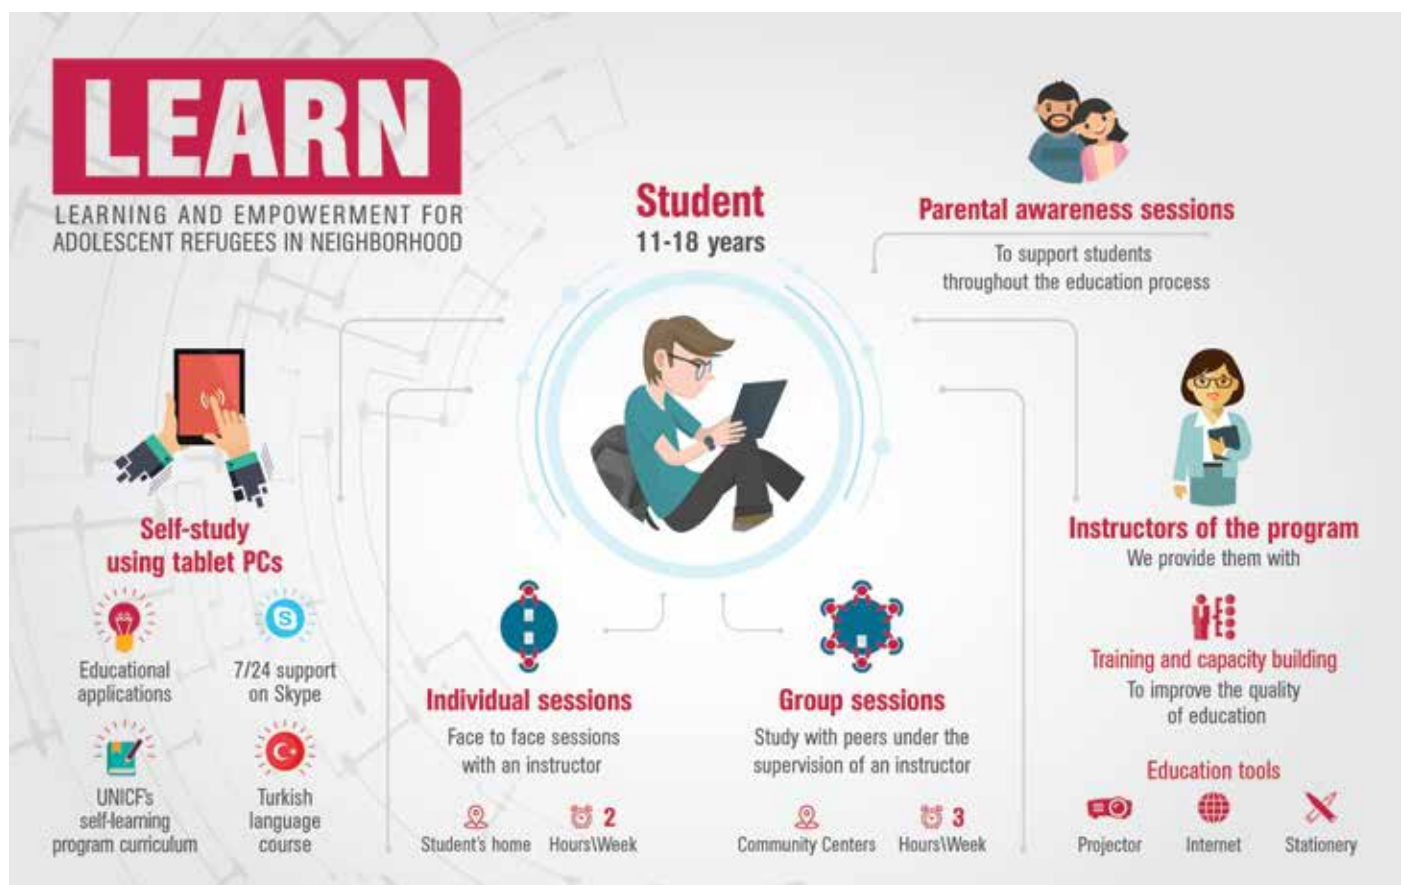 LEARN
LEARNING AND EMPOWERMENT FOR
ADOLESCENT REFUGEES IN NEIGHBORHOOD
Student
11-18 years
Parental awareness sessions
To support students
throughout the education process
Self-study
using tablet PCs
Educational
applications
7/24 support
on Skype
UNICF's
self-learning
program curriculum
Turkish
language
course
Individual sessions
Face to face sessions
with an instructor
Student's home
2
Hours\Week
Group sessions
Study with peers under the
supervision of an instructor
Community Centers
3
Hours\Week
Instructors of the program
We provide them with
Training and capacity building
To improve the quality
of education
Education tools
Projector
Internet
Stationery